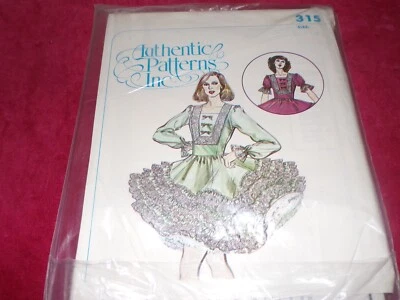 315
Authentic
Patterns
Inc.